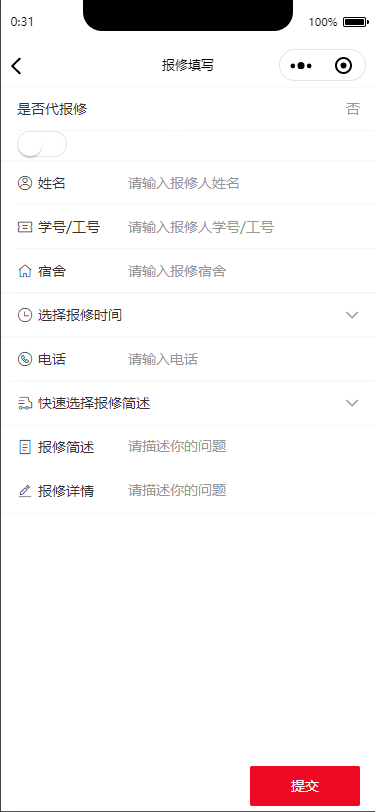 0:31
100%
报修填写
是否代报修 否
姓名 请输入报修人姓名
学号/工号 请输入报修人学号/工号
宿舍 请输入报修宿舍
选择报修时间
电话 请输入电话
快速选择报修简述
报修简述 请描述你的问题
报修详情 请描述你的问题
提交